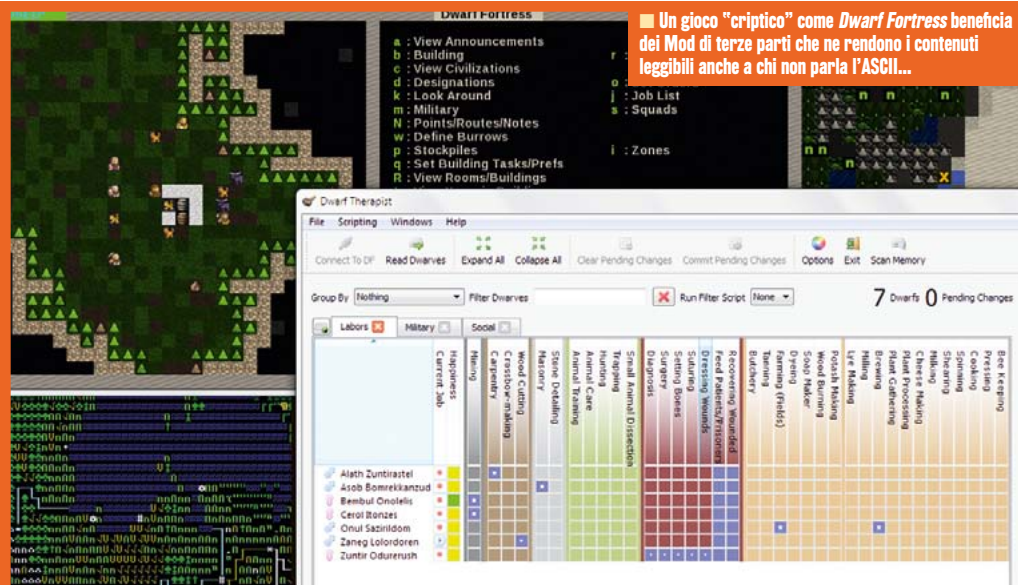 Dwarf Fortress
■ Un gioco "criptico" come Dwarf Fortress beneficia
dei Mod di terze parti che ne rendono i contenuti
leggibili anche a chi non parla l'ASCII...
a : View Announcements
b : Building
r :
c : View Civilizations
d : Designations
o :
k : Look Around
j : Job List
m : Military
s : Squads
N : Points/Routes/Notes
w : Define Burrows
p : Stockpiles
i : Zones
q : Set Building Tasks/Prefs
R : View Rooms/Buildings
Dwarf Therapist
File Scripting Windows Help
Connect To DF Read Dwarves Expand All Collapse All Clear Pending Changes Commit Pending Changes Options Exit Scan Memory
Group By Nothing Filter Dwarves Run Filter Script None 7 Dwarfs 0 Pending Changes
Labors Military Social
Current Job
Happiness
Mining
Carpentry
Crossbow-making
Wood Cutting
Masonry
Stone Detailing
Animal Training
Animal Care
Hunting
Trapping
Small Animal Dissection
Diagnosis
Surgery
Setting Bones
Suturing
Dressing Wounds
Feed Patients/Prisoners
Recovering Wounded
Butchery
Tanning
Farming (Fields)
Dyeing
Soap Maker
Wood Burning
Potash Making
Lye Making
Milling
Brewing
Plant Gathering
Plant Processing
Cheese Making
Milking
Shearing
Spinning
Cooking
Pressing
Bee Keeping
Alath Zuntirastel
Asob Bomrekkanzud
Bembul Onolelis
Cerol Itonzes
Onul Sazirildom
Zaneg Lolordoren
Zuntir Odurerush